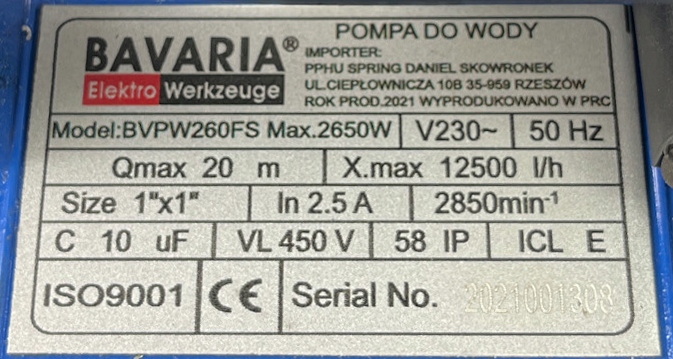 BAVARIA®
Elektro Werkzeuge
POMPA DO WODY
IMPORTER:
PPHU SPRING DANIEL SKOWRONEK
UL.CIEPŁOWNICZA 10B 35-959 RZESZÓW
ROK PROD.2021 WYPRODUKOWANO W PRC
Model:BVPW260FS Max.2650W V230~ 50 Hz
Qmax 20 m X.max 12500 l/h
Size 1"x1" In 2.5 A 2850min-1
C 10 uF VL 450 V 58 IP ICL E
ISO9001 CE Serial No. 2021001308